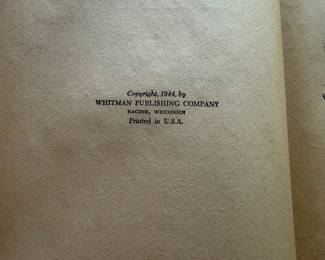 Copyright, 1944, by
WHITMAN PUBLISHING COMPANY
RACINE, WISCONSIN
Printed in U.S.A.